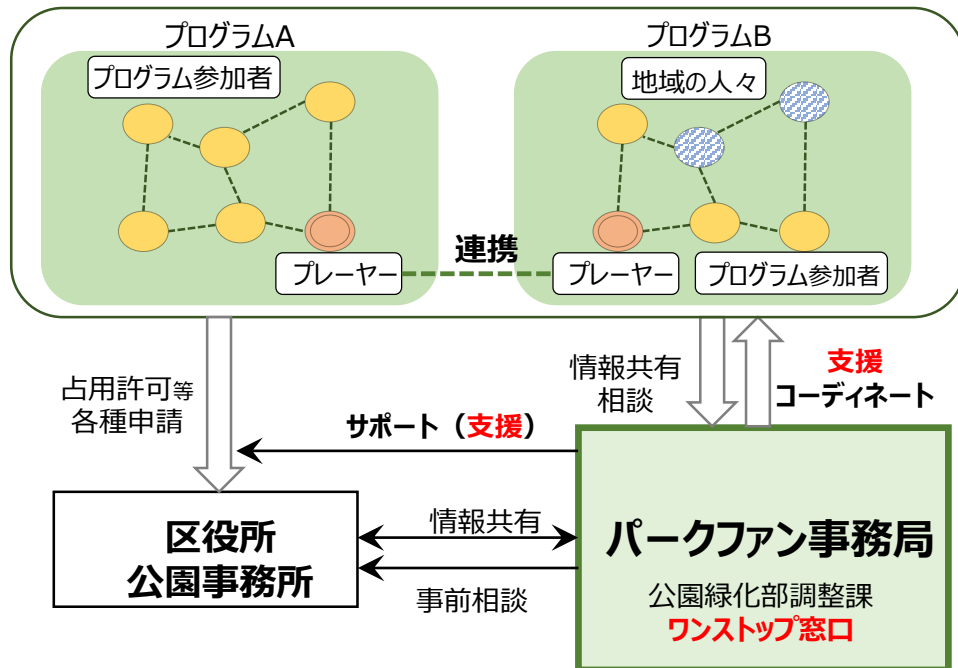 プログラムA
プログラムB
プログラム参加者
地域の人々
連携
プレーヤー
プレーヤー
プログラム参加者
占用許可等
各種申請
情報共有
相談
支援
コーディネート
サポート（支援）
区役所
公園事務所
情報共有
事前相談
パークファン事務局
公園緑化部調整課
ワンストップ窓口